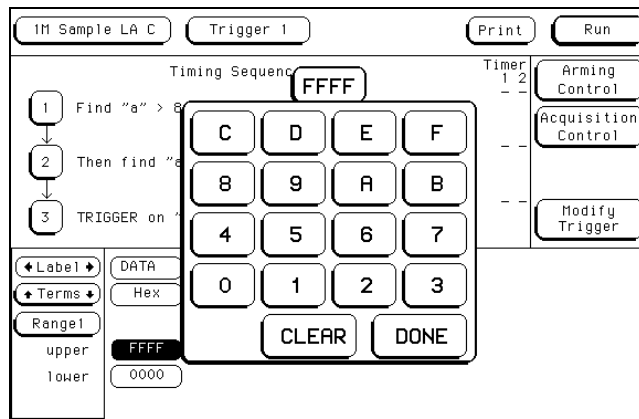 1M Sample LA C
Trigger 1
Print
Run
Timing Sequenc
FFFF
Timer
1 2
Arming
Control
1
Find "a" > 8
- -
Acquisition
Control
2
Then find "a
- -
3
TRIGGER on "
- -
Modify
Trigger
C D E F
8 9 A B
4 5 6 7
0 1 2 3
CLEAR DONE
←Label→
DATA
↑Terms↓
Hex
Range1
upper
FFFF
lower
0000